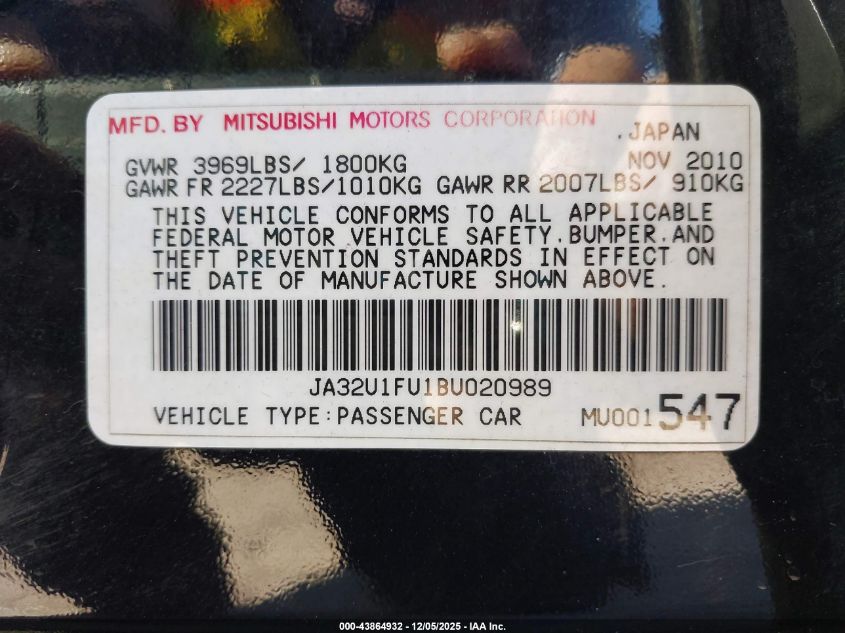 MFD. BY MITSUBISHI MOTORS CORPORATION
.JAPAN
GVWR 3969LBS/ 1800KG NOV 2010
GAWR FR 2227LBS/1010KG GAWR RR 2007LBS/ 910KG
THIS VEHICLE CONFORMS TO ALL APPLICABLE
FEDERAL MOTOR VEHICLE SAFETY.BUMPER.AND
THEFT PREVENTION STANDARDS IN EFFECT ON
THE DATE OF MANUFACTURE SHOWN ABOVE.
JA32U1FU1BU020989
VEHICLE TYPE:PASSENGER CAR MU001547
000-43864932 - 12/05/2025 - IAA Inc.